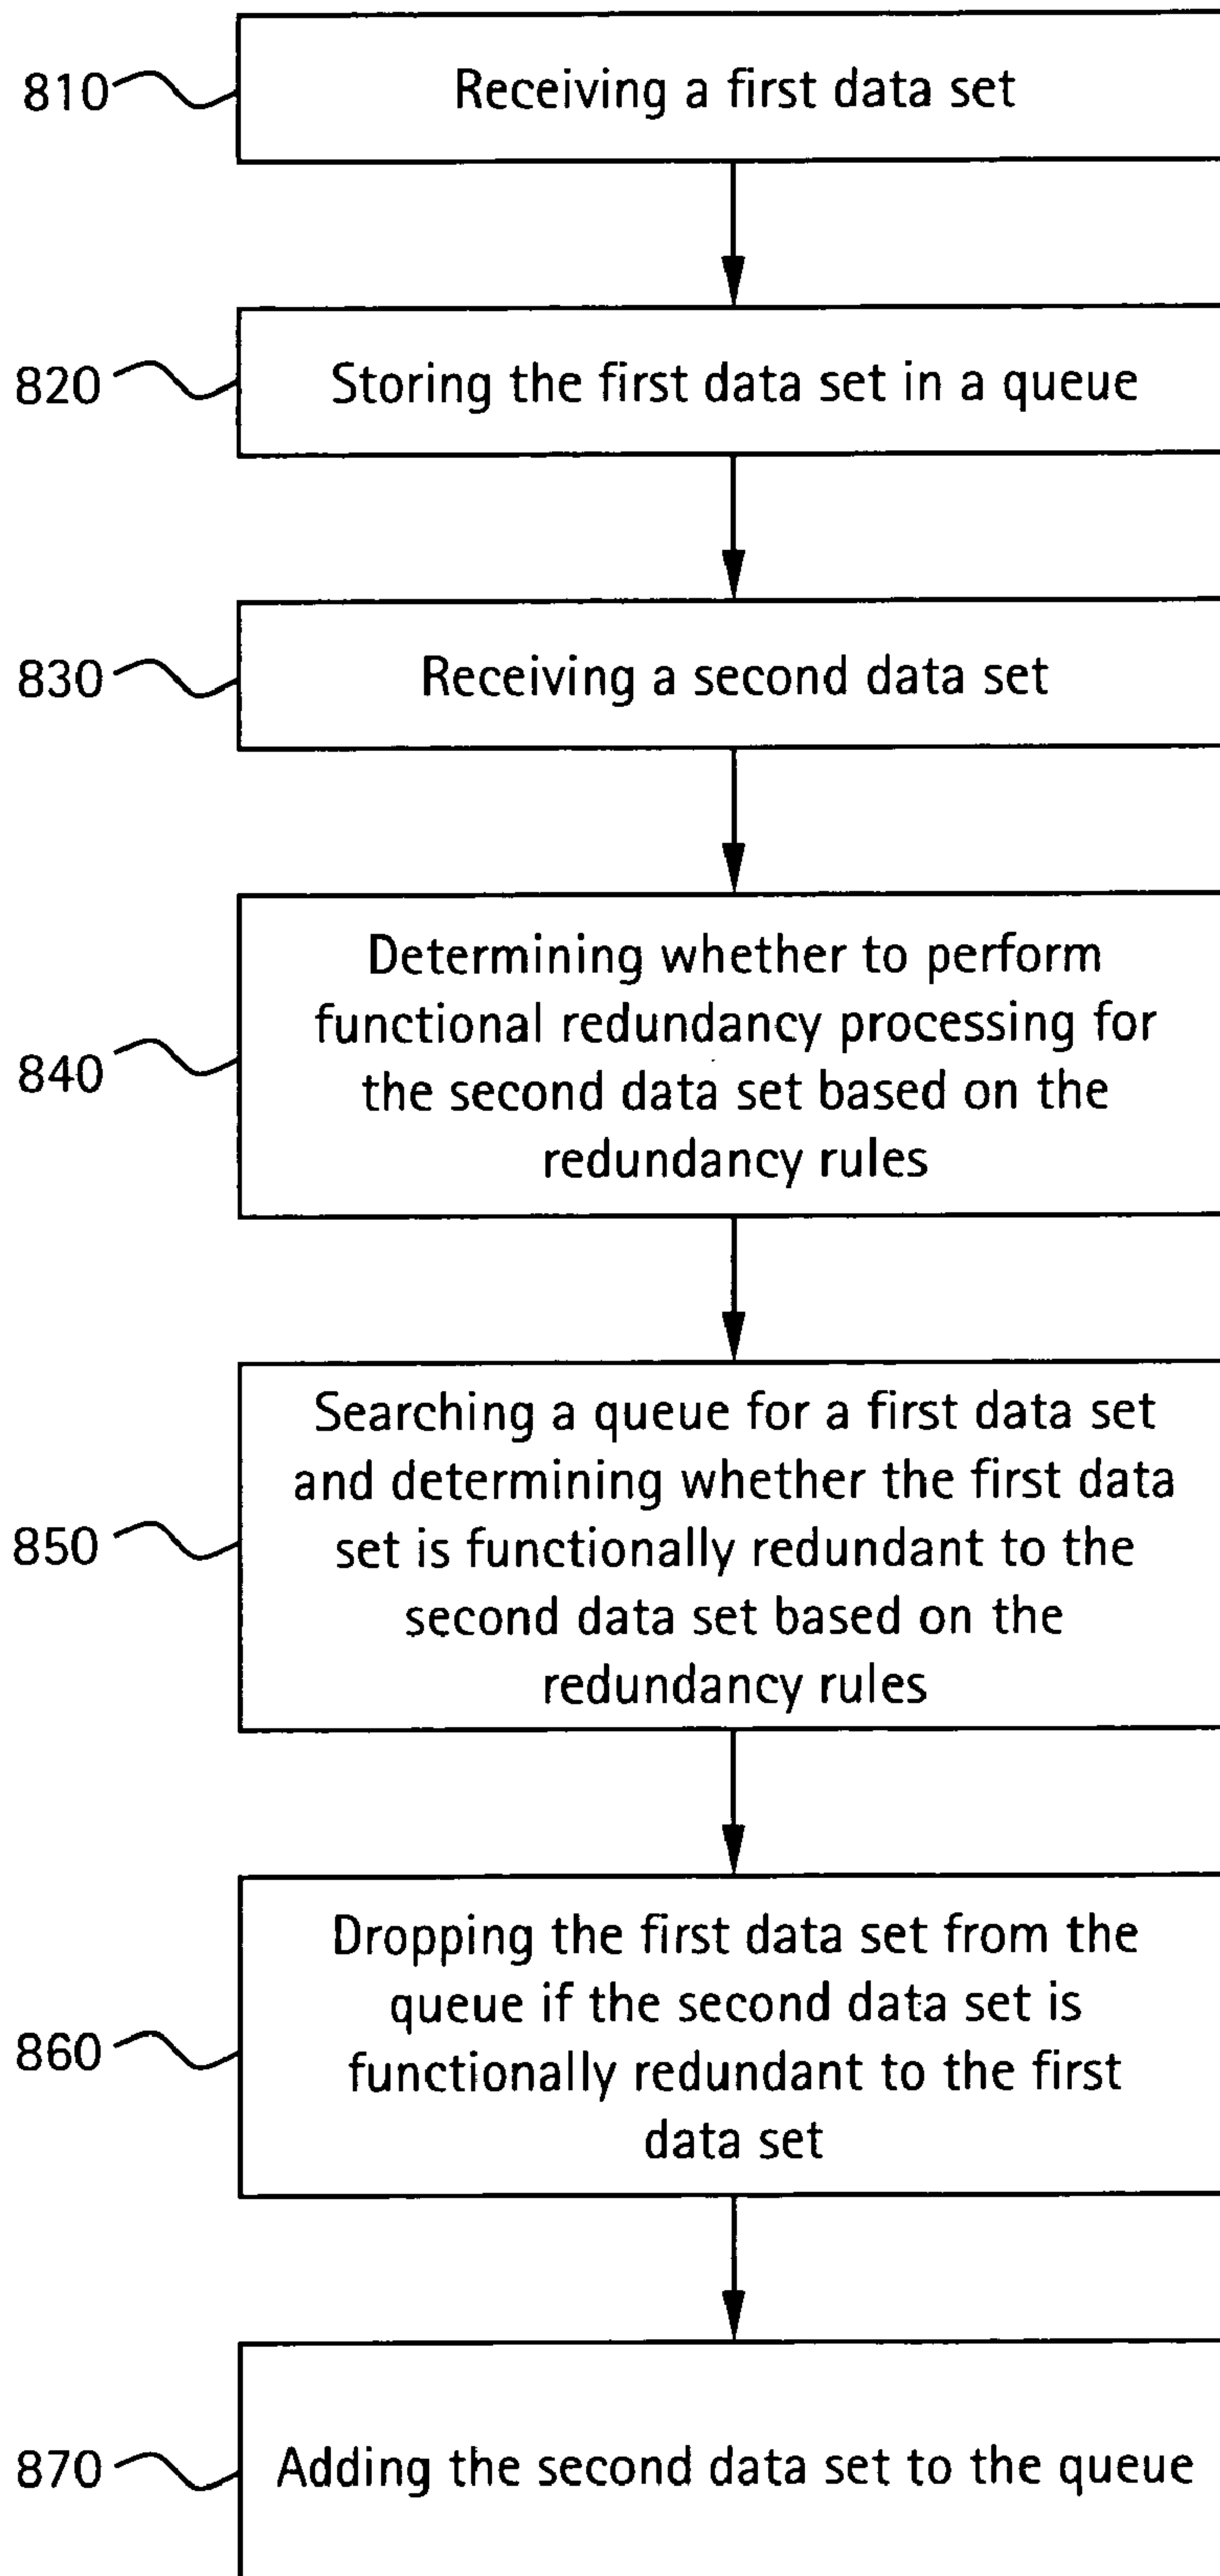 810 Receiving a first data set
820 Storing the first data set in a queue
830 Receiving a second data set
Determining whether to perform
functional redundancy processing for
840
the second data set based on the
redundancy rules
Searching a queue for a first data set
and determining whether the first data
850
set is functionally redundant to the
second data set based on the
redundancy rules
Dropping the first data set from the
queue if the second data set is
860
functionally redundant to the first
data set
870 Adding the second data set to the queue